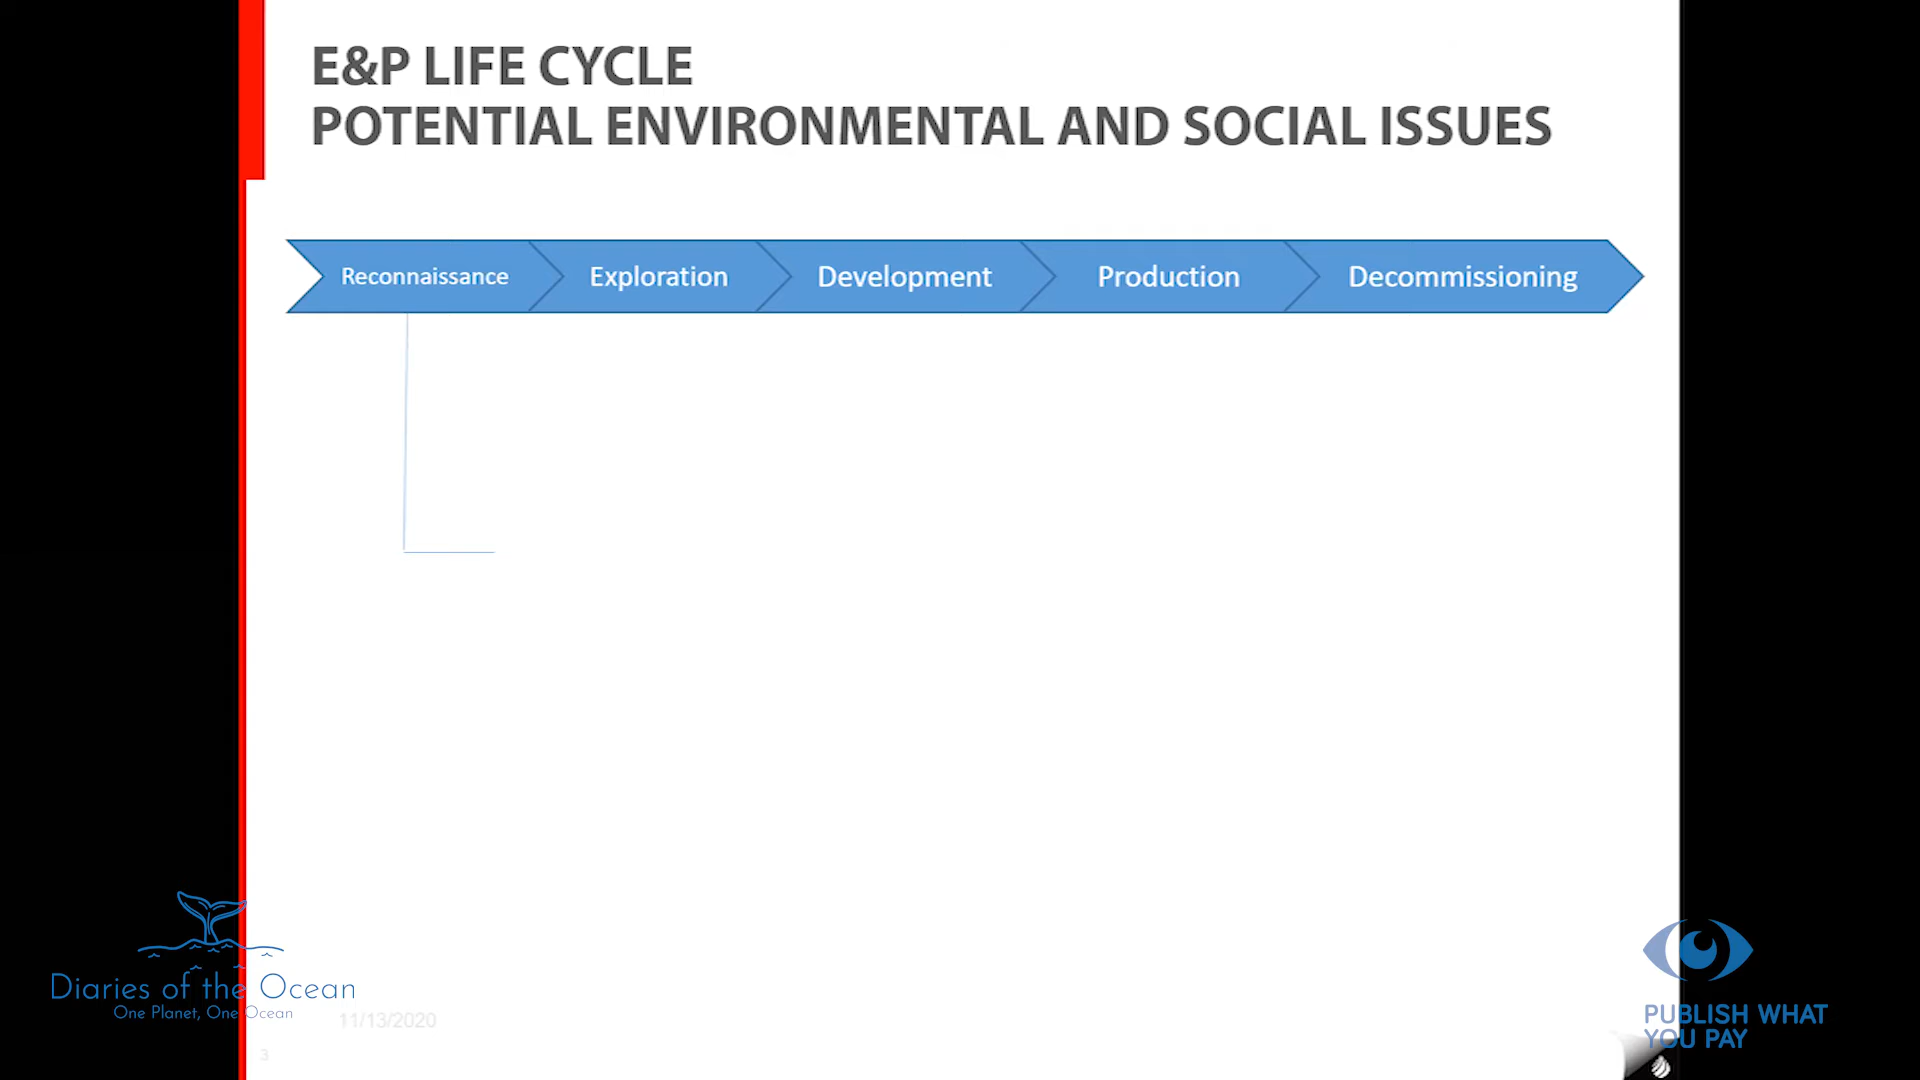 E&P LIFE CYCLE
POTENTIAL ENVIRONMENTAL AND SOCIAL ISSUES
Reconnaissance
Exploration
Development
Production
Decommissioning
Diaries of the Ocean
One Planet, One Ocean
11/13/2020
3
PUBLISH WHAT
YOU PAY